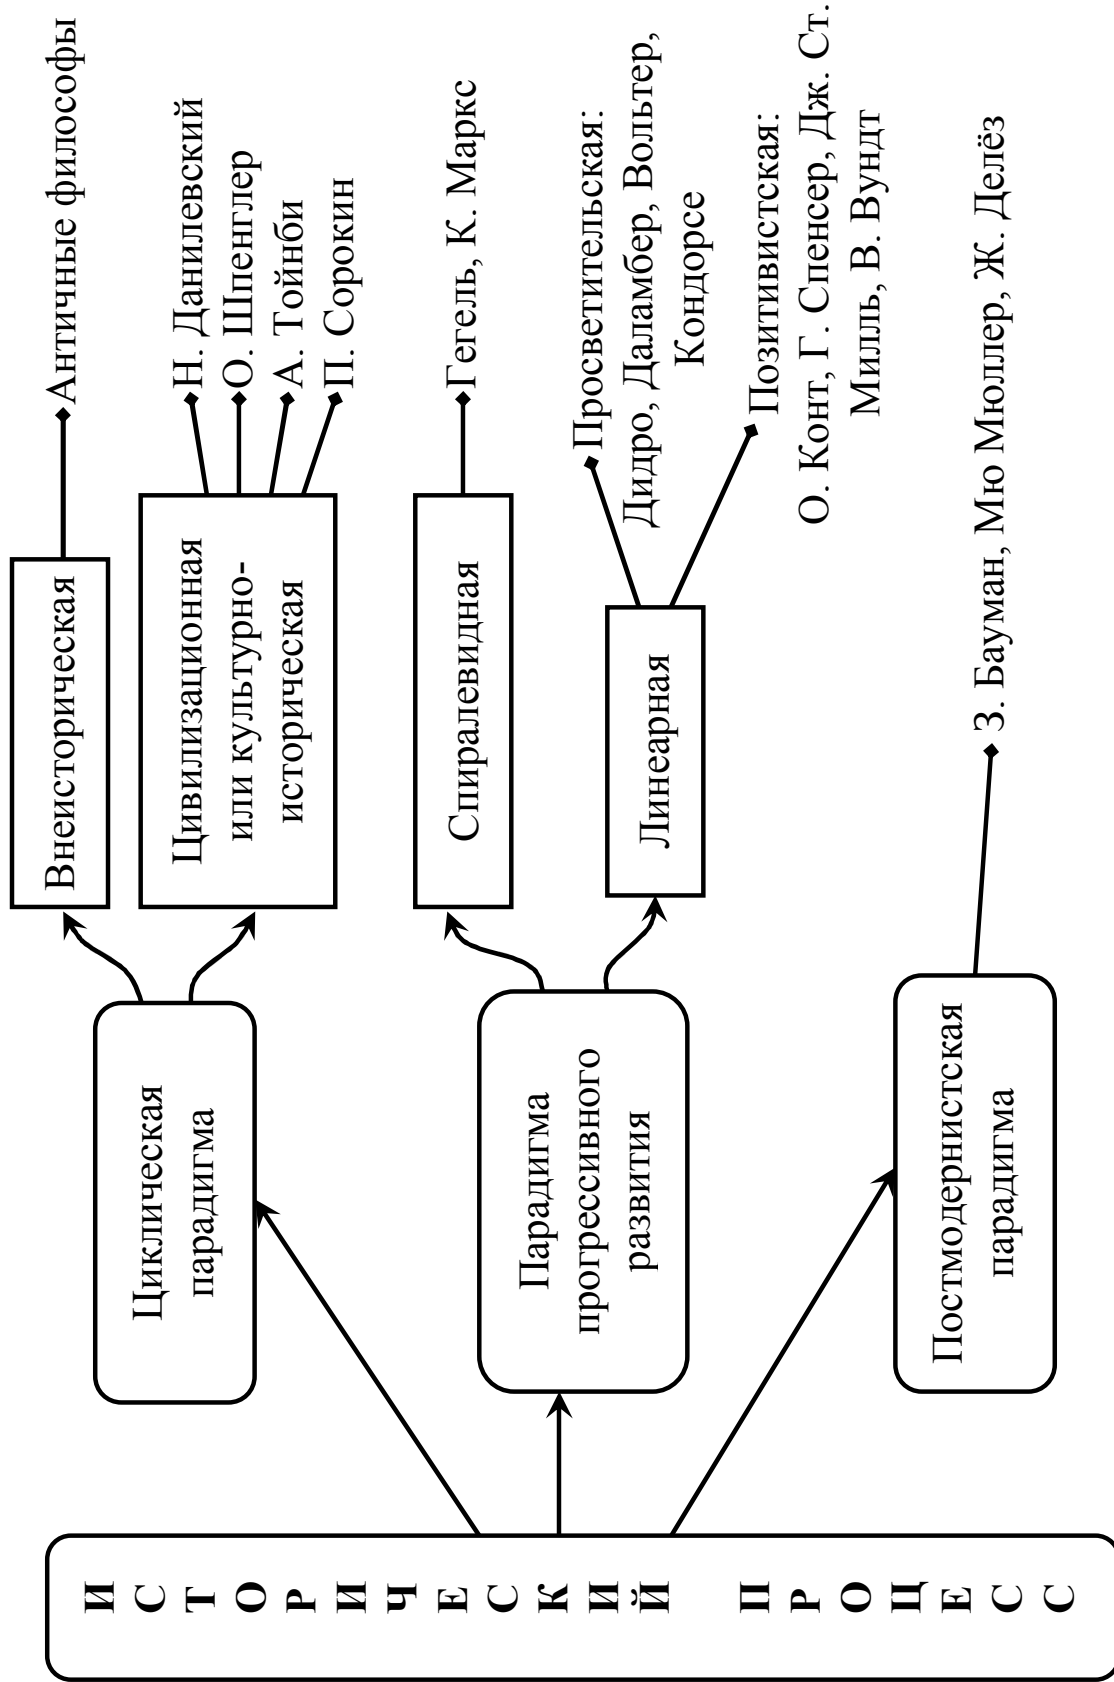 ИСТОРИЧЕСКИЙ ПРОЦЕСС
Циклическая
парадигма
Внеисторическая
Античные философы
Цивилизационная
или культурно-
историческая
Н. Данилевский
О. Шпенглер
А. Тойнби
П. Сорокин
Парадигма
прогрессивного
развития
Спиралевидная
Гегель, К. Маркс
Линеарная
Просветительская:
Дидро, Даламбер, Вольтер,
Кондорсе
Позитивистская:
О. Конт, Г. Спенсер, Дж. Ст.
Милль, В. Вундт
Постмодернистская
парадигма
З. Бауман, Мю Мюллер, Ж. Делёз